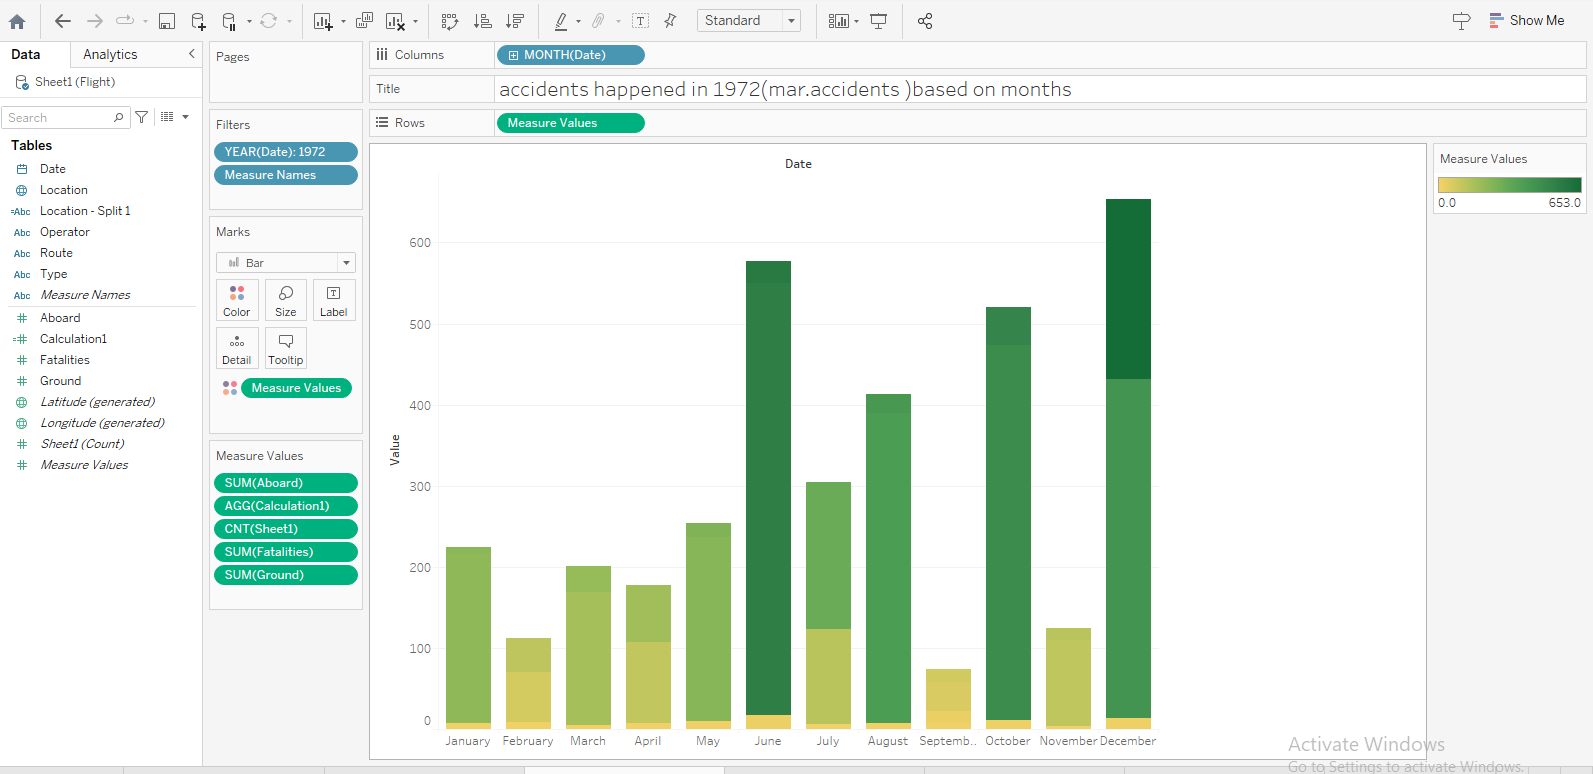 Standard
Show Me
Data
Analytics
Sheet1 (Flight)
Search
Tables
Date
Location
=Abc Location - Split 1
Abc Operator
Abc Route
Abc Type
Abc Measure Names
Aboard
=# Calculation1
# Fatalities
# Ground
Latitude (generated)
Longitude (generated)
# Sheet1 (Count)
# Measure Values
Pages
Filters
YEAR(Date): 1972
Measure Names
Marks
Bar
Color
Size
Label
Detail
Tooltip
Measure Values
Measure Values
SUM(Aboard)
AGG(Calculation1)
CNT(Sheet1)
SUM(Fatalities)
SUM(Ground)
Columns
MONTH(Date)
Title
accidents happened in 1972(mar.accidents )based on months
Rows
Measure Values
Date
Value
600
500
400
300
200
100
0
January
February
March
April
May
June
July
August
Septemb..
October
November
December
Measure Values
0.0
653.0
Activate Windows
Go to Settings to activate Windows.